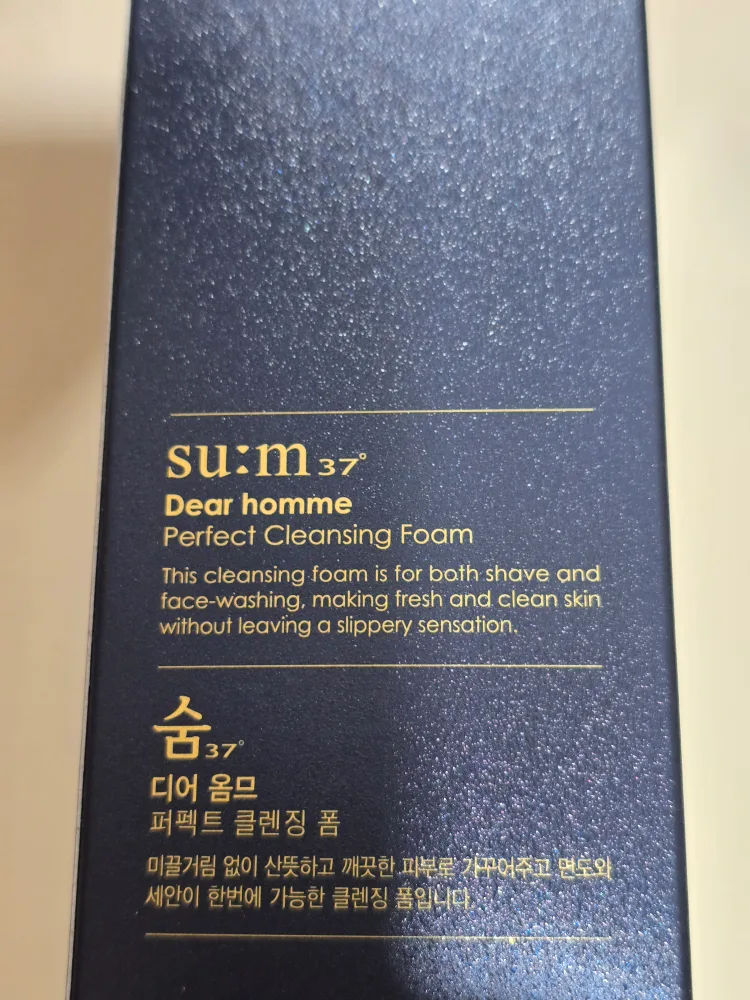 su:m 37°
Dear homme
Perfect Cleansing Foam
This cleansing foam is for both shave and
face-washing, making fresh and clean skin
without leaving a slippery sensation.
숨 37°
디어 옴므
퍼펙트 클렌징 폼
미끌거림 없이 산뜻하고 깨끗한 피부로 가꾸어주고 면도와
세안이 한번에 가능한 클렌징 폼입니다.